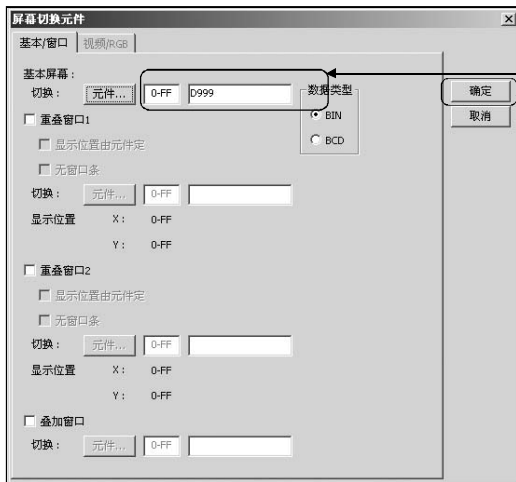 屏幕切换元件
基本/窗口 视频/RGB
基本屏幕：
切换： 元件... 0-FF D999
数据类型
BIN
BCD
确定
取消
重叠窗口1
显示位置由元件定
无窗口条
切换： 元件... 0-FF
显示位置 X： 0-FF
Y： 0-FF
重叠窗口2
显示位置由元件定
无窗口条
切换： 元件... 0-FF
显示位置 X： 0-FF
Y： 0-FF
叠加窗口
切换： 元件... 0-FF